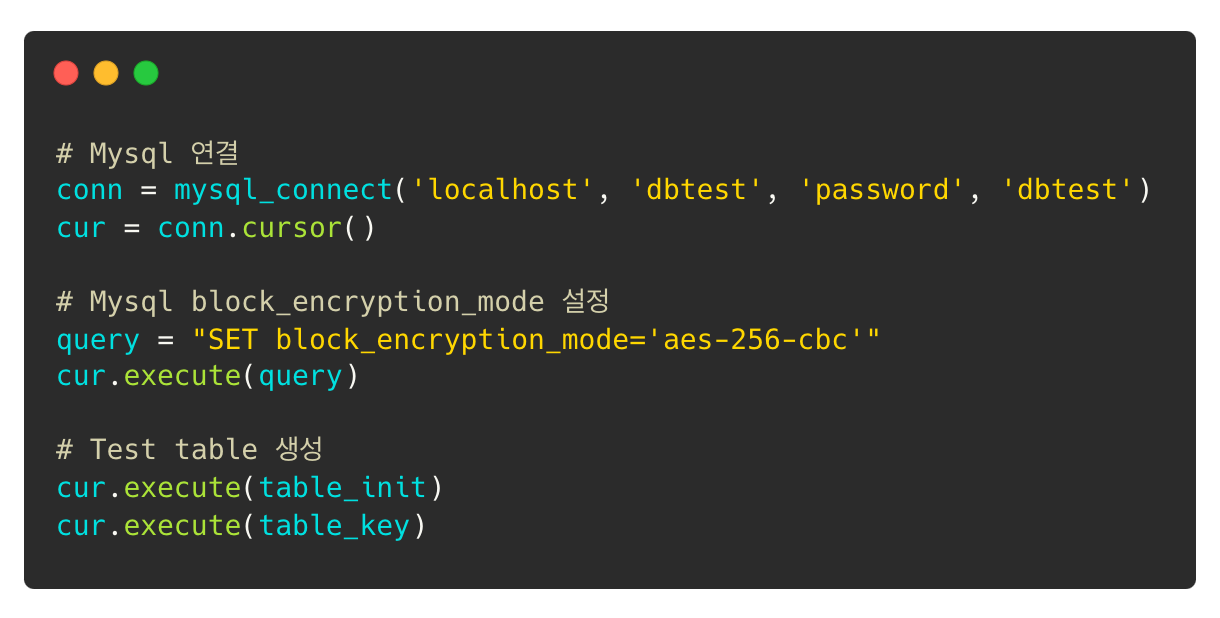 # Mysql 연결
conn = mysql_connect('localhost', 'dbtest', 'password', 'dbtest')
cur = conn.cursor()
# Mysql block_encryption_mode 설정
query = "SET block_encryption_mode='aes-256-cbc'"
cur.execute(query)
# Test table 생성
cur.execute(table_init)
cur.execute(table_key)